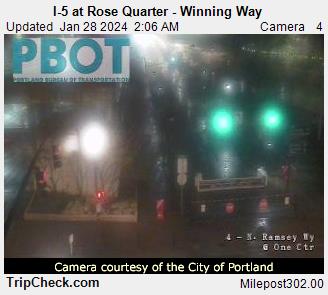 I-5 at Rose Quarter - Winning Way
Updated Jan 28 2024 2:06 AM Camera 4
PBOT
PORTLAND BUREAU OF TRANSPORTATION
4 - N. Ramsey Wy
@ One Ctr
Camera courtesy of the City of Portland
TripCheck.com Milepost302.00